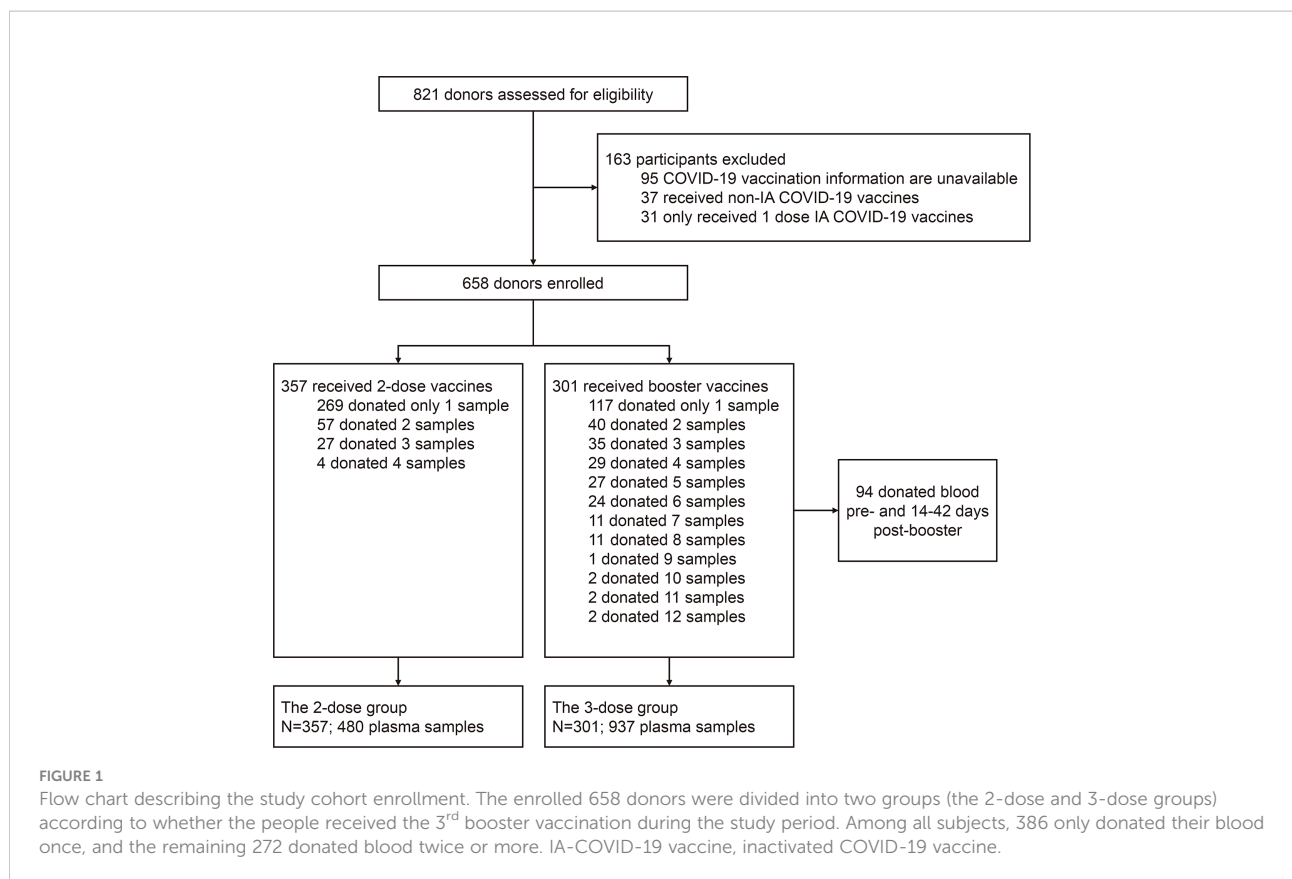 821 donors assessed for eligibility
163 participants excluded
95 COVID-19 vaccination information are unavailable
37 received non-IA COVID-19 vaccines
31 only received 1 dose IA COVID-19 vaccines
658 donors enrolled
357 received 2-dose vaccines
269 donated only 1 sample
57 donated 2 samples
27 donated 3 samples
4 donated 4 samples
301 received booster vaccines
117 donated only 1 sample
40 donated 2 samples
35 donated 3 samples
29 donated 4 samples
27 donated 5 samples
24 donated 6 samples
11 donated 7 samples
11 donated 8 samples
1 donated 9 samples
2 donated 10 samples
2 donated 11 samples
2 donated 12 samples
94 donated blood
pre- and 14-42 days
post-booster
The 2-dose group
N=357; 480 plasma samples
The 3-dose group
N=301; 937 plasma samples
FIGURE 1
Flow chart describing the study cohort enrollment. The enrolled 658 donors were divided into two groups (the 2-dose and 3-dose groups)
according to whether the people received the 3rd booster vaccination during the study period. Among all subjects, 386 only donated their blood
once, and the remaining 272 donated blood twice or more. IA-COVID-19 vaccine, inactivated COVID-19 vaccine.